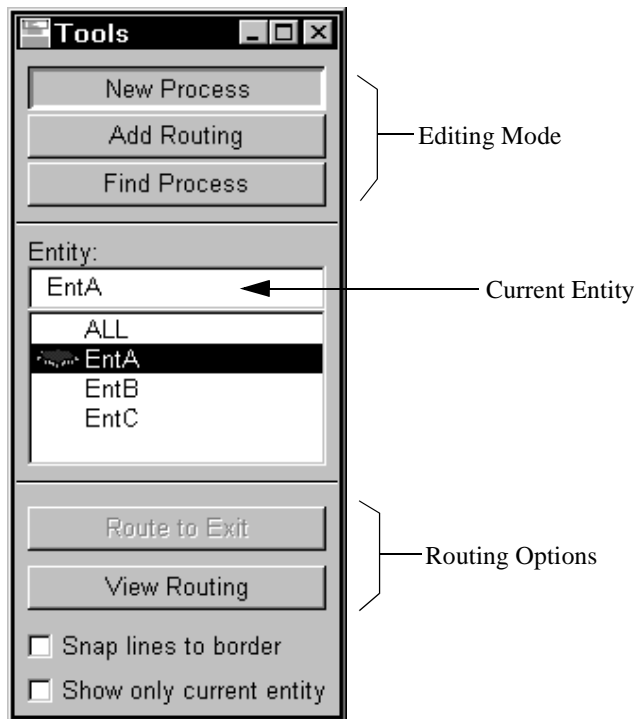 Tools
New Process
Add Routing
Find Process
Editing Mode
Entity:
EntA
Current Entity
ALL
EntA
EntB
EntC
Route to Exit
View Routing
Routing Options
Snap lines to border
Show only current entity